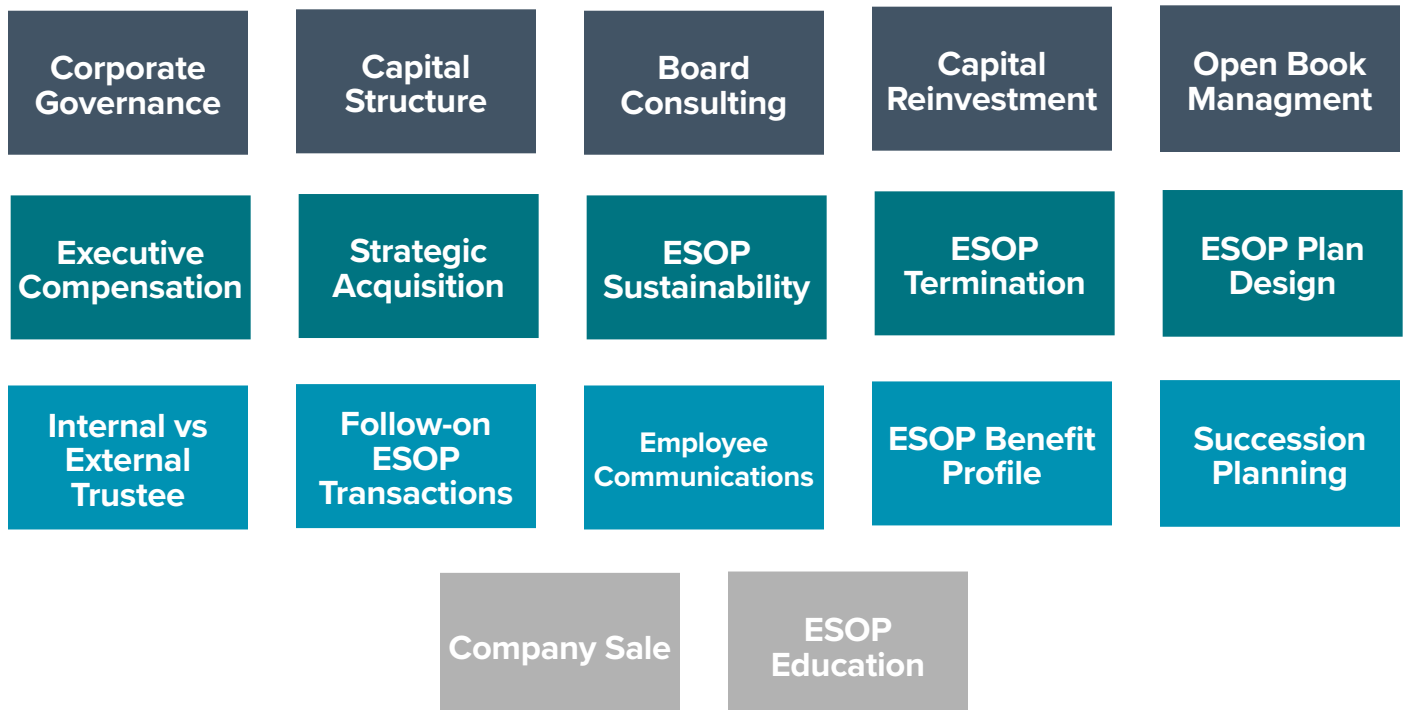 Corporate
Governance
Capital
Structure
Board
Consulting
Capital
Reinvestment
Open Book
Managment
Executive
Compensation
Strategic
Acquisition
ESOP
Sustainability
ESOP
Termination
ESOP Plan
Design
Internal vs
External
Trustee
Follow-on
ESOP
Transactions
Employee
Communications
ESOP Benefit
Profile
Succession
Planning
Company Sale
ESOP
Education